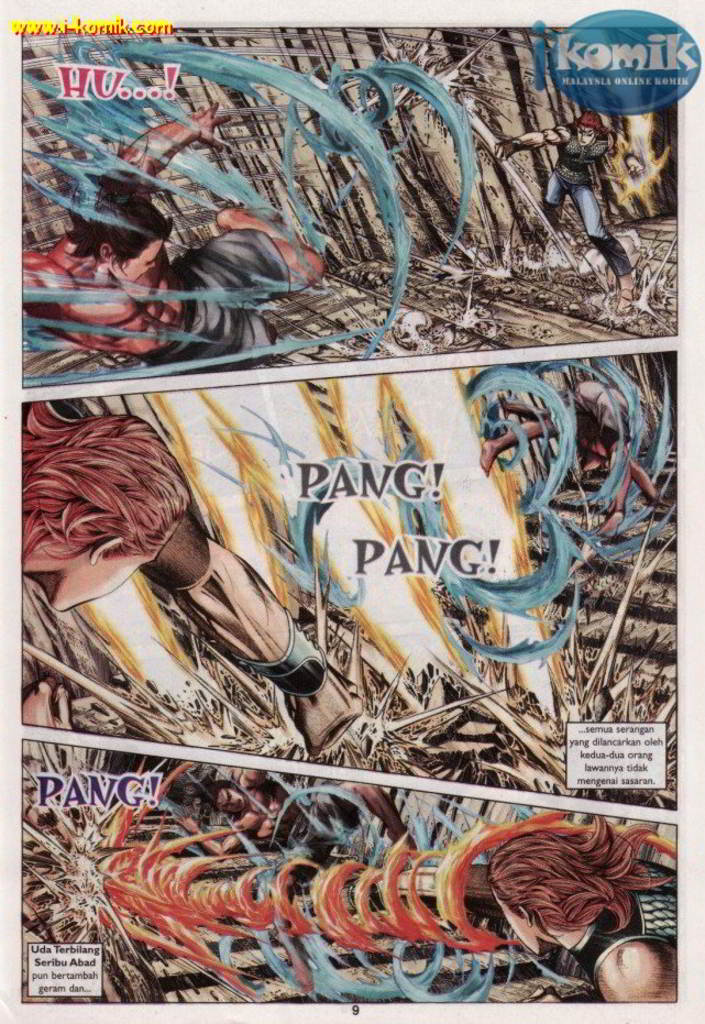 www.i-komik.com
iKomik
MALAYSIA ONLINE KOMIK
HU...!
PANG!
PANG!
...semua serangan
yang dilancarkan oleh
kedua-dua orang
lawannya tidak
mengenai sasaran.
PANG!
Uda Terbilang
Seribu Abad
pun bertambah
geram dan...
9